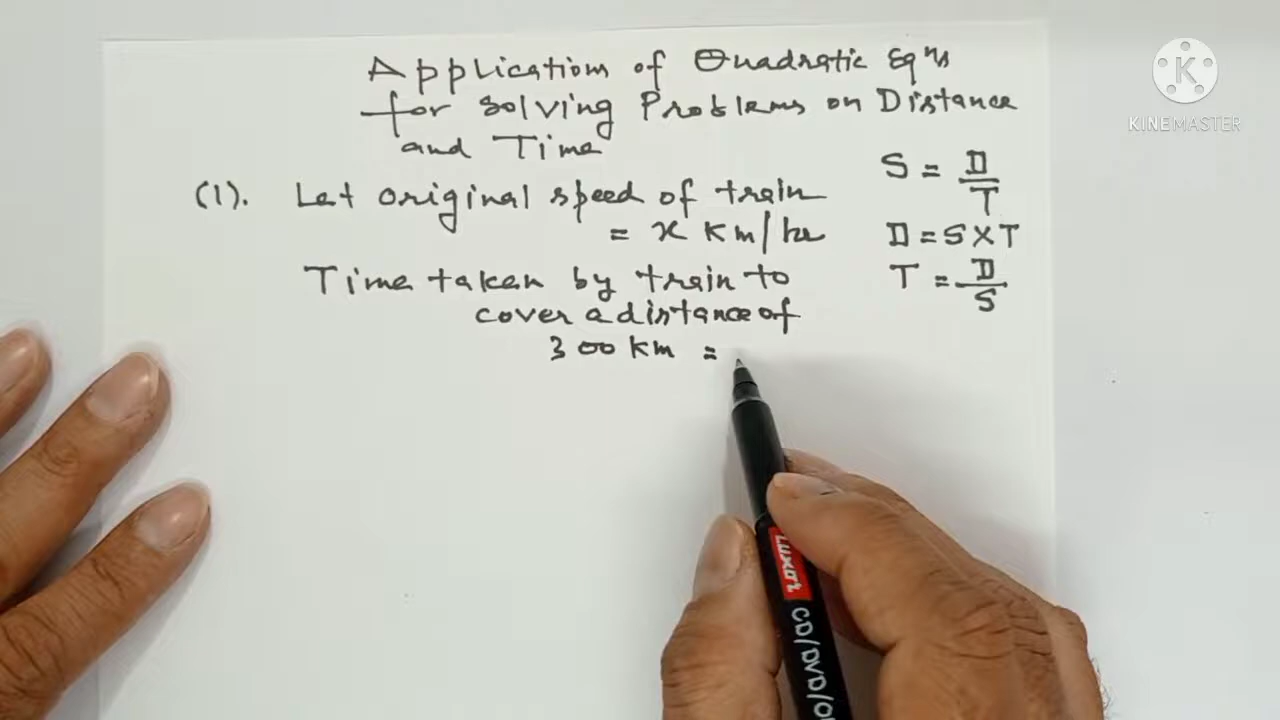 Application of Quadratic Eqns
for solving Problems on Distance
and Time
(1). Let original speed of train
= x Km/hr
Time taken by train to
cover a distance of
300 Km =
S = D/T
D = S X T
T = D/S
K
KINEMASTER
Luxor
CD/DVD/O